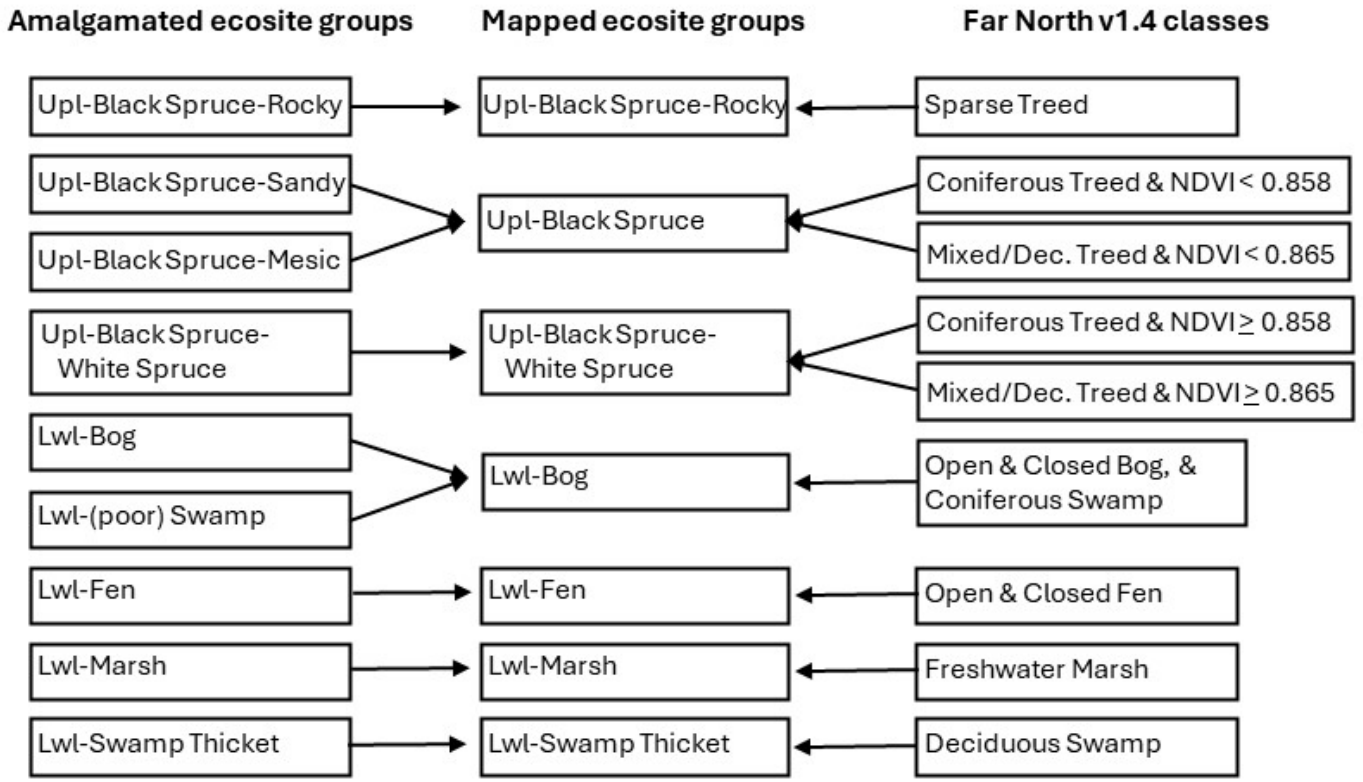 Amalgamated ecosite groups
Mapped ecosite groups
Far North v1.4 classes
Upl-Black Spruce-Rocky
Upl-Black Spruce-Rocky
Sparse Treed
Upl-Black Spruce-Sandy
Upl-Black Spruce-Mesic
Upl-Black Spruce
Coniferous Treed & NDVI < 0.858
Mixed/Dec. Treed & NDVI < 0.865
Upl-Black Spruce-
White Spruce
Upl-Black Spruce-
White Spruce
Coniferous Treed & NDVI ≥ 0.858
Mixed/Dec. Treed & NDVI ≥ 0.865
Lwl-Bog
Lwl-(poor) Swamp
Lwl-Bog
Open & Closed Bog, &
Coniferous Swamp
Lwl-Fen
Lwl-Fen
Open & Closed Fen
Lwl-Marsh
Lwl-Marsh
Freshwater Marsh
Lwl-Swamp Thicket
Lwl-Swamp Thicket
Deciduous Swamp